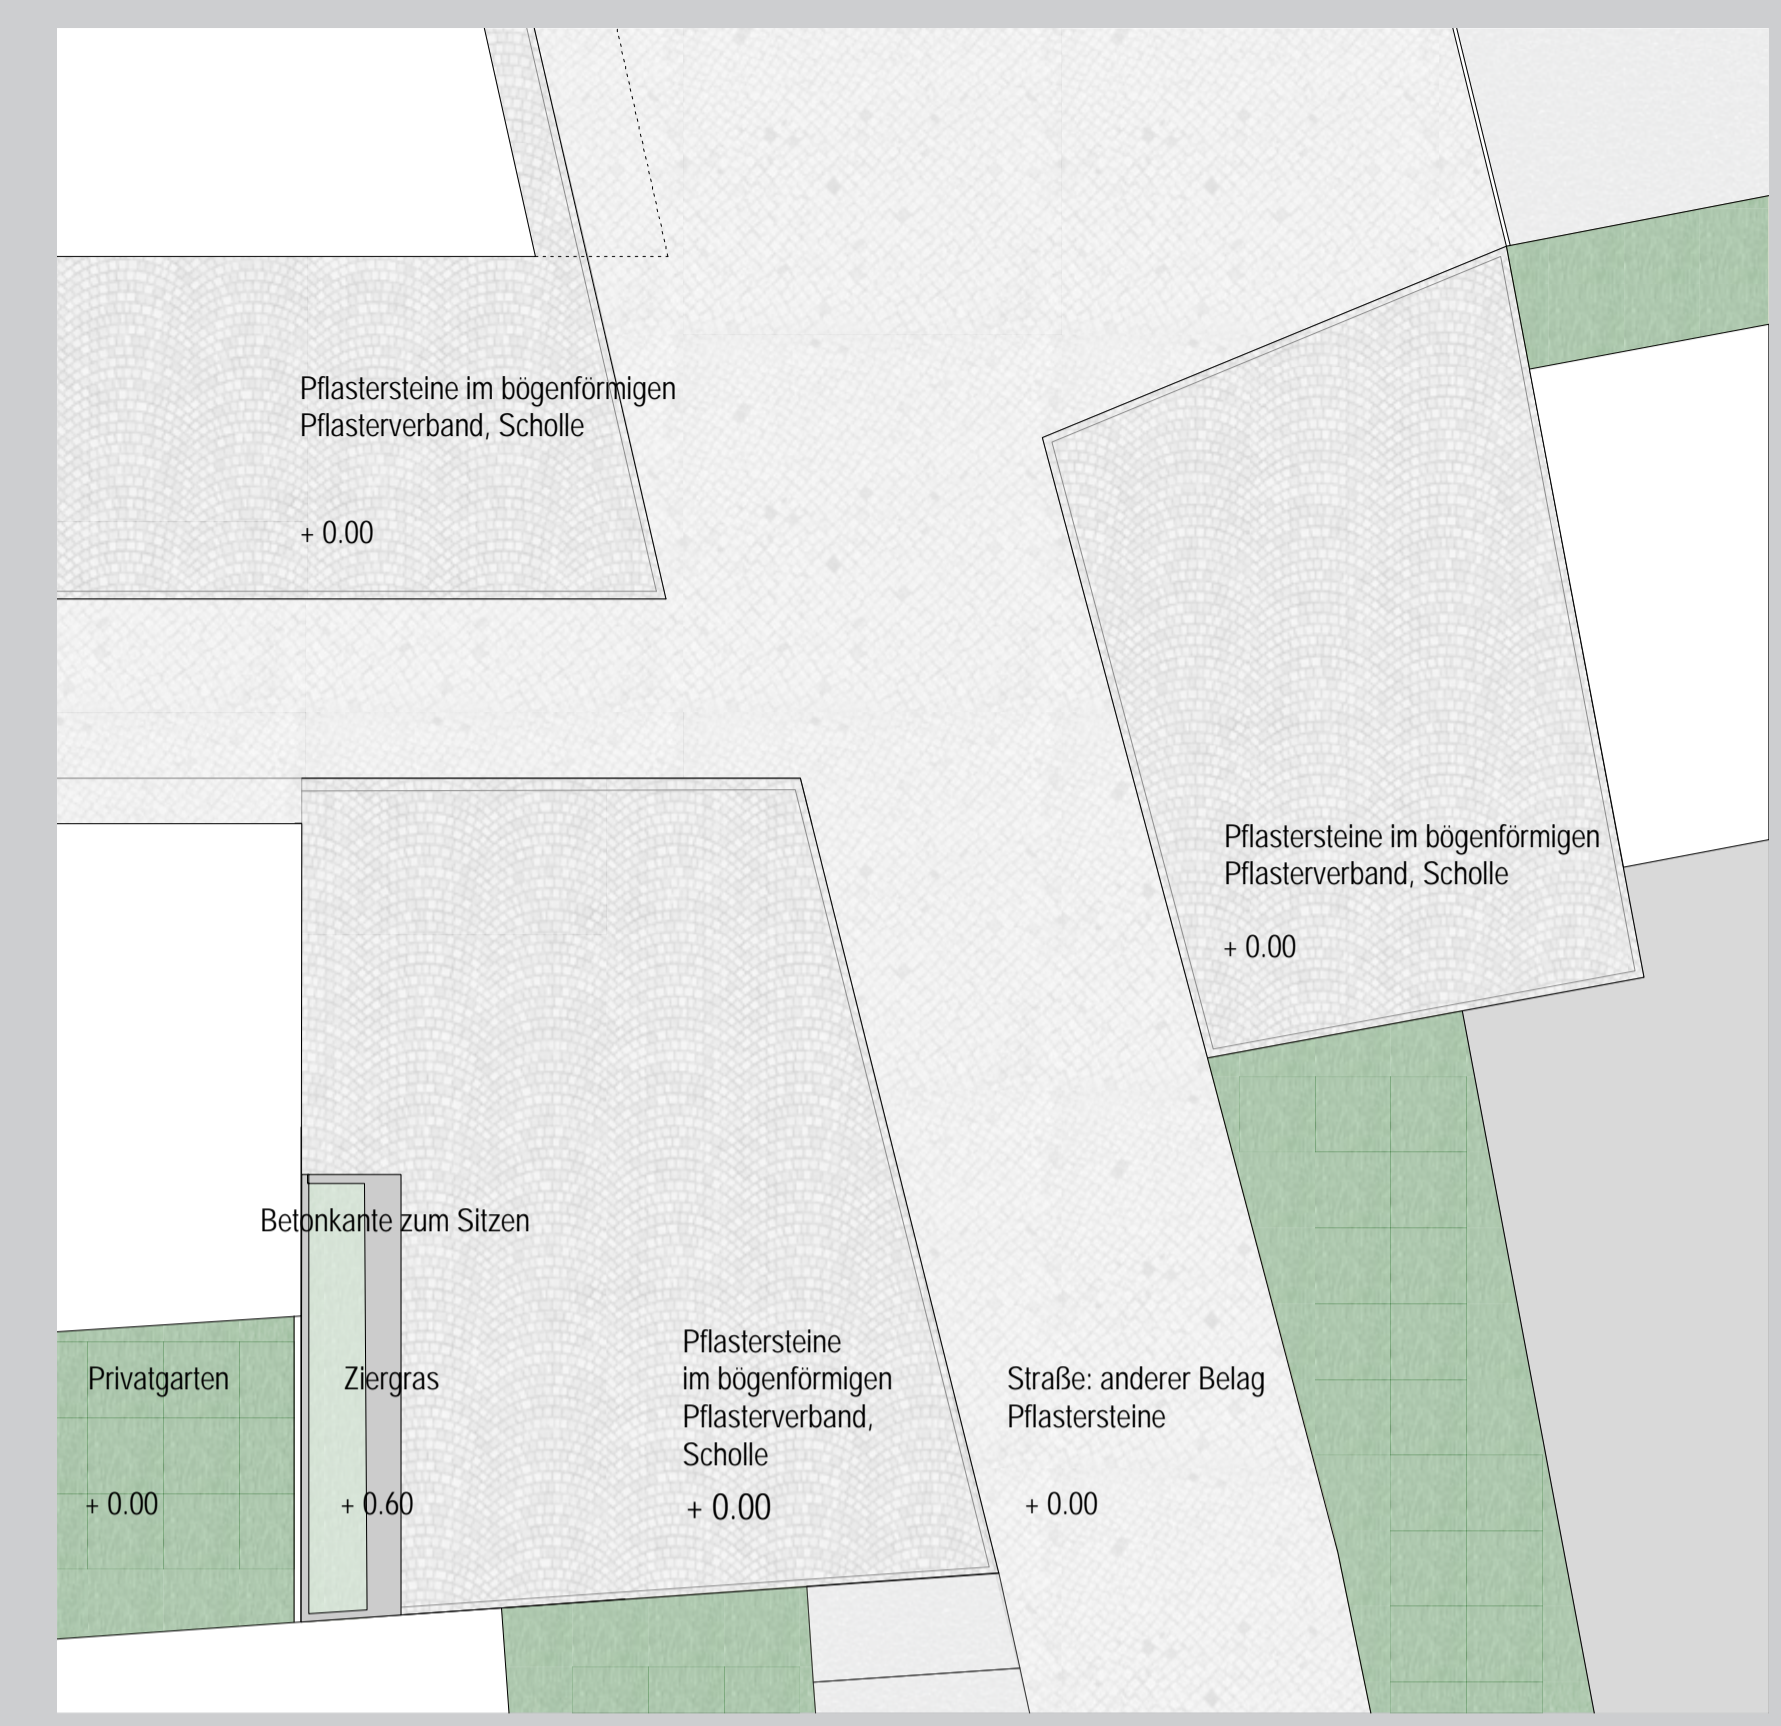 Pflastersteine im bögenförmigen
Pflasterverband, Scholle
+ 0.00
Pflastersteine im bögenförmigen
Pflasterverband, Scholle
+ 0.00
Betonkante zum Sitzen
Privatgarten
+ 0.00
Ziergras
+ 0.60
Pflastersteine
im bögenförmigen
Pflasterverband,
Scholle
+ 0.00
Straße: anderer Belag
Pflastersteine
+ 0.00